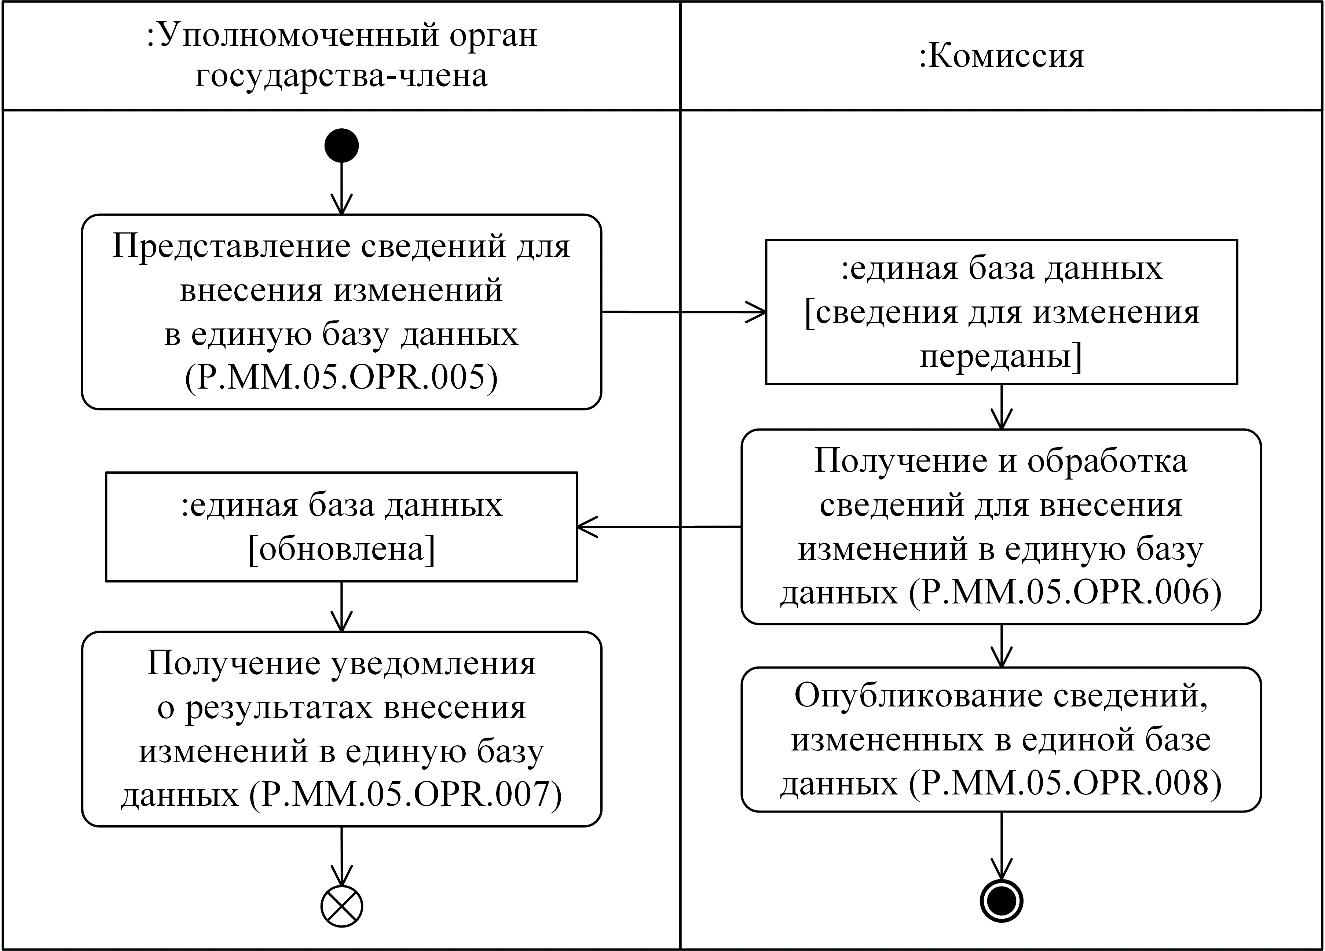 :Уполномоченный орган
государства-члена
:Комиссия
Представление сведений для
внесения изменений
в единую базу данных
(P.MM.05.OPR.005)
:единая база данных
[сведения для изменения
переданы]
Получение и обработка
сведений для внесения
изменений в единую базу
данных (P.MM.05.OPR.006)
:единая база данных
[обновлена]
Получение уведомления
о результатах внесения
изменений в единую базу
данных (P.MM.05.OPR.007)
Опубликование сведений,
измененных в единой базе
данных (P.MM.05.OPR.008)